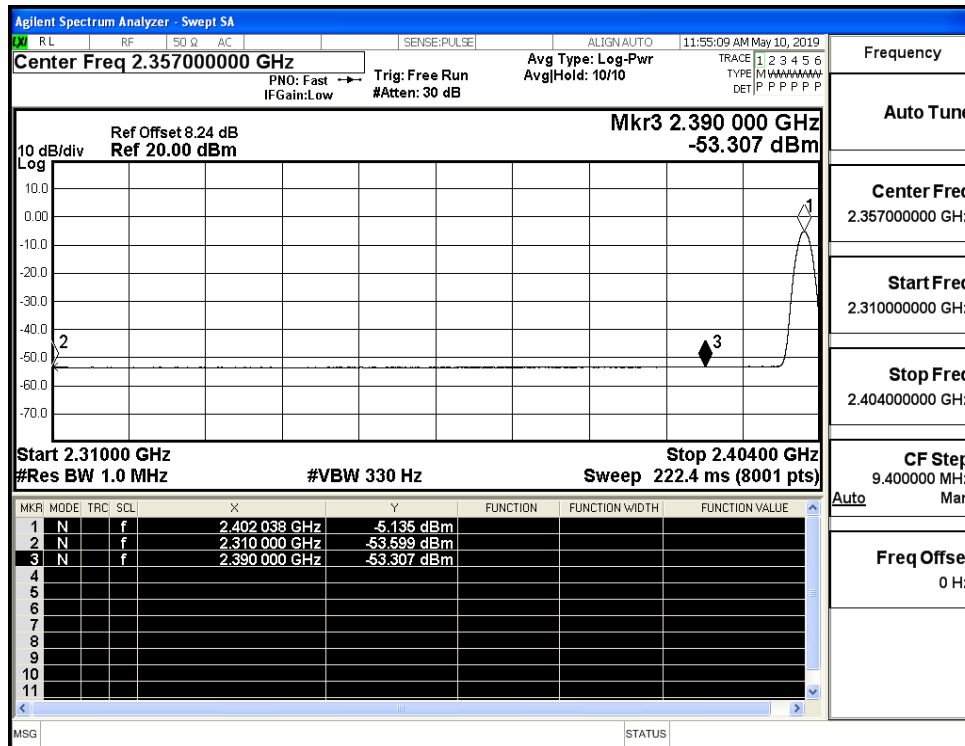 Agilent Spectrum Analyzer - Swept SA
LXI RL RF 50 Ω AC SENSE:PULSE ALIGN AUTO 11:55:09 AM May 10, 2019
Center Freq 2.357000000 GHz
PNO: Fast
IFGain:Low
Trig: Free Run
#Atten: 30 dB
Avg Type: Log-Pwr
Avg|Hold: 10/10
TRACE 1 2 3 4 5 6
TYPE M WWWWW
DET P P P P P P
Ref Offset 8.24 dB
10 dB/div Ref 20.00 dBm
Log
Mkr3 2.390 000 GHz
-53.307 dBm
10.0
0.00
-10.0
-20.0
-30.0
-40.0
-50.0
-60.0
-70.0
1
2
3
Start 2.31000 GHz Stop 2.40400 GHz
#Res BW 1.0 MHz #VBW 330 Hz Sweep 222.4 ms (8001 pts)
MKR MODE TRC SCL X Y FUNCTION FUNCTION WIDTH FUNCTION VALUE
1 N f 2.402 038 GHz -5.135 dBm
2 N f 2.310 000 GHz -53.599 dBm
3 N f 2.390 000 GHz -53.307 dBm
4
5
6
7
8
9
10
11
MSG STATUS
Frequency
Auto Tune
Center Freq
2.357000000 GHz
Start Freq
2.310000000 GHz
Stop Freq
2.404000000 GHz
CF Step
9.400000 MHz
Auto Man
Freq Offset
0 Hz